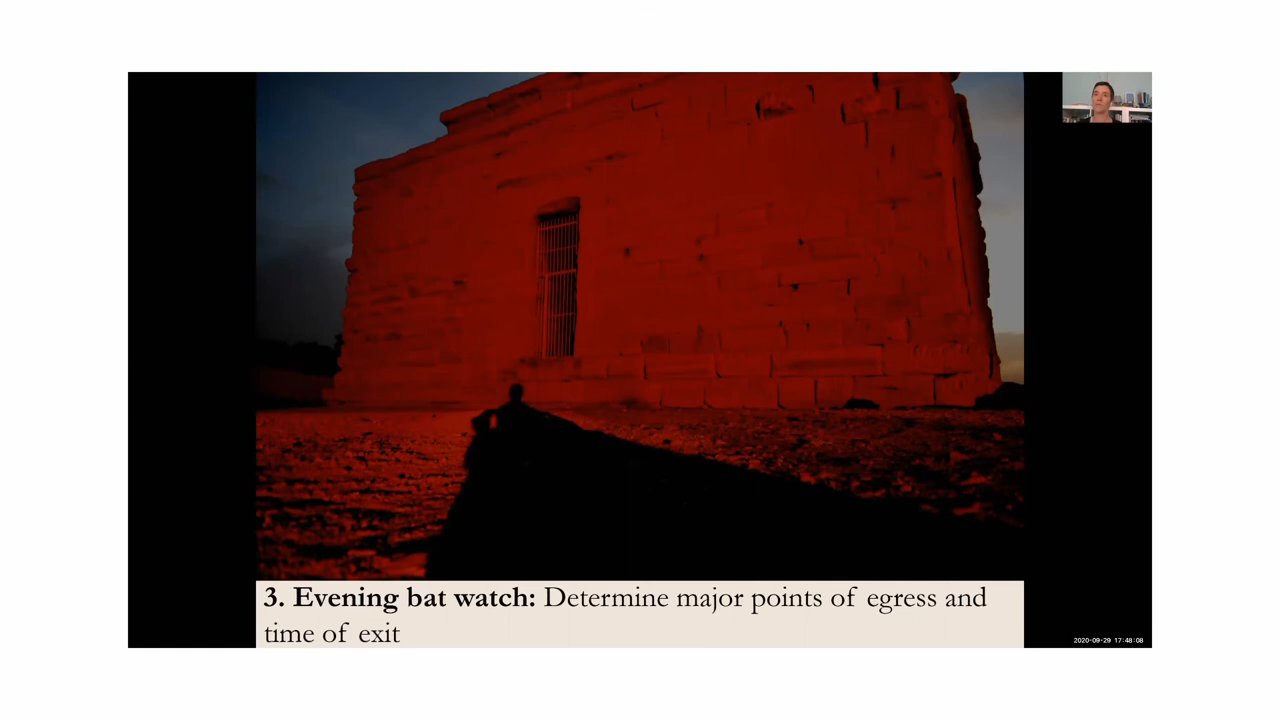 3. Evening bat watch: Determine major points of egress and
time of exit
2020-09-29 17:48:08